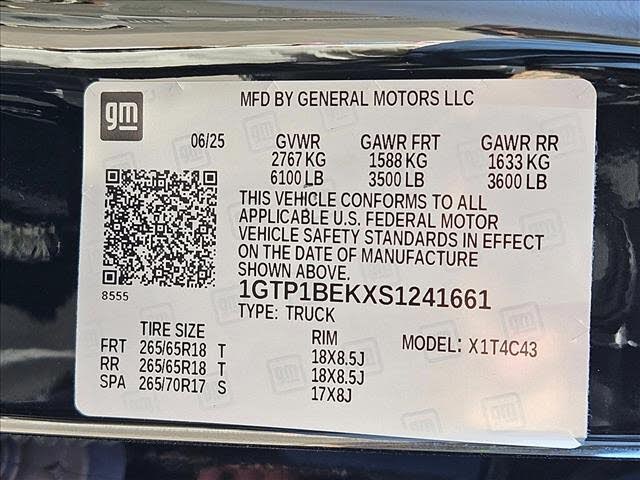 gm
MFD BY GENERAL MOTORS LLC
06/25 GVWR GAWR FRT GAWR RR
2767 KG 1588 KG 1633 KG
6100 LB 3500 LB 3600 LB
THIS VEHICLE CONFORMS TO ALL
APPLICABLE U.S. FEDERAL MOTOR
VEHICLE SAFETY STANDARDS IN EFFECT
ON THE DATE OF MANUFACTURE
SHOWN ABOVE.
8555
1GTP1BEKXS1241661
TYPE: TRUCK
TIRE SIZE RIM MODEL: X1T4C43
FRT 265/65R18 T 18X8.5J
RR 265/65R18 T 18X8.5J
SPA 265/70R17 S 17X8J